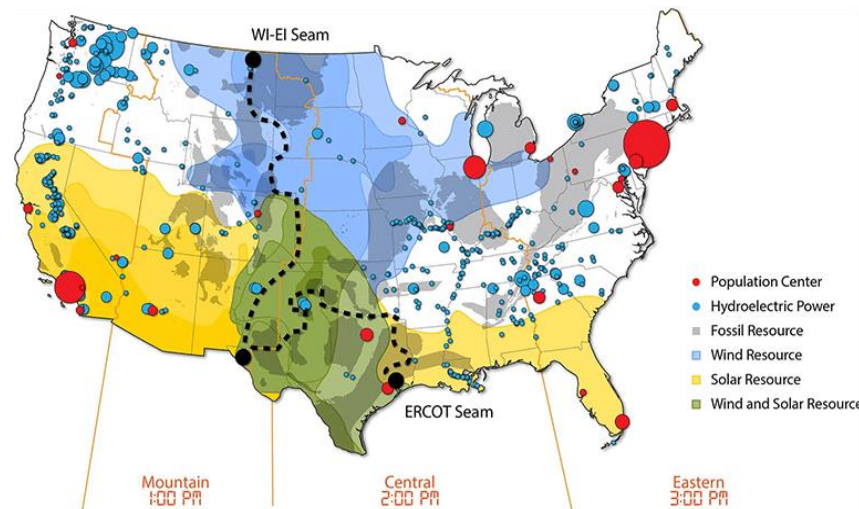 WI-EI Seam
Population Center
Hydroelectric Power
Fossil Resource
Wind Resource
Solar Resource
Wind and Solar Resource
ERCOT Seam
Mountain
1:00 PM
Central
2:00 PM
Eastern
3:00 PM